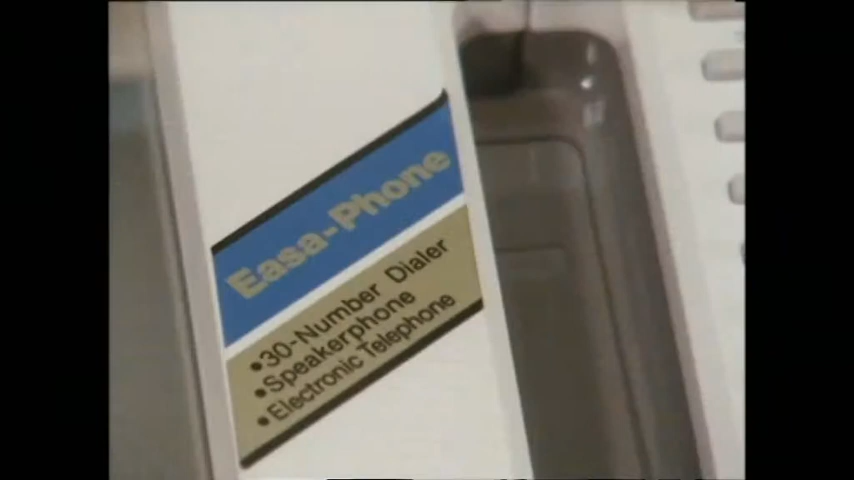 Easa-Phone
•30-Number Dialer
•Speakerphone
•Electronic Telephone